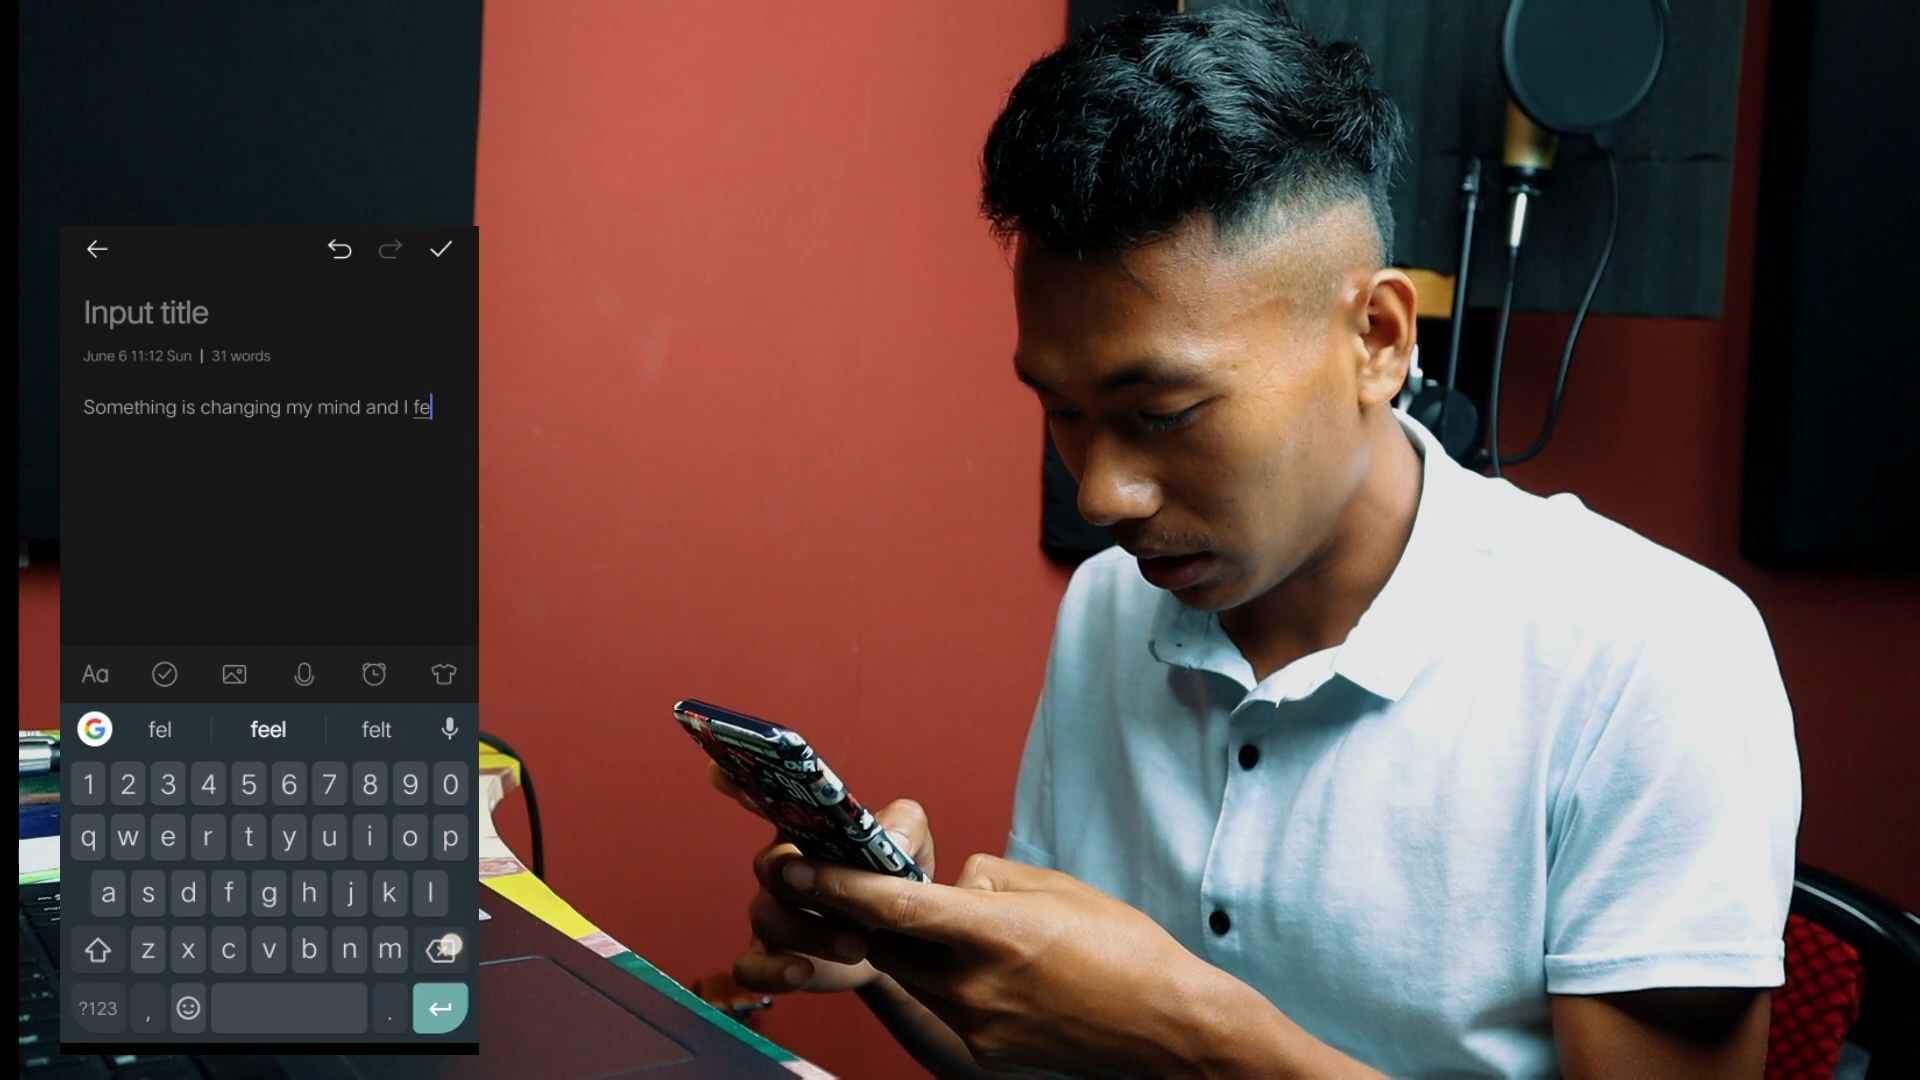 Input title
June 6 11:12 Sun | 31 words
Something is changing my mind and I fe
Aa
G fel feel felt
1 2 3 4 5 6 7 8 9 0
q w e r t y u i o p
a s d f g h j k l
z x c v b n m
?123 , .